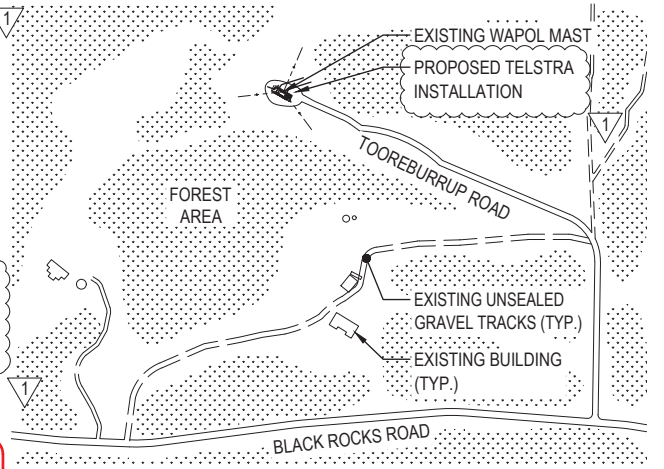 1
EXISTING WAPOL MAST
PROPOSED TELSTRA
INSTALLATION
1
TOOREBURRUP ROAD
FOREST
AREA
EXISTING UNSEALED
GRAVEL TRACKS (TYP.)
EXISTING BUILDING
(TYP.)
1
BLACK ROCKS ROAD